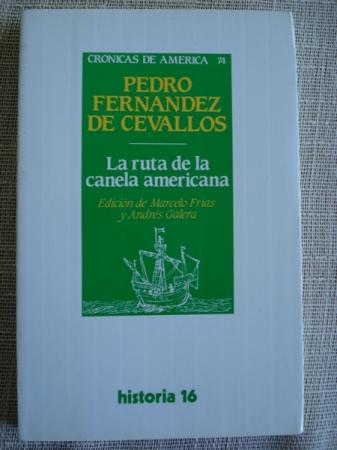 CRONICAS DE AMERICA 74
PEDRO
FERNANDEZ
DE CEVALLOS
La ruta de la
canela americana
Edición de Marcelo Frías
y Andrés Galera
historia 16